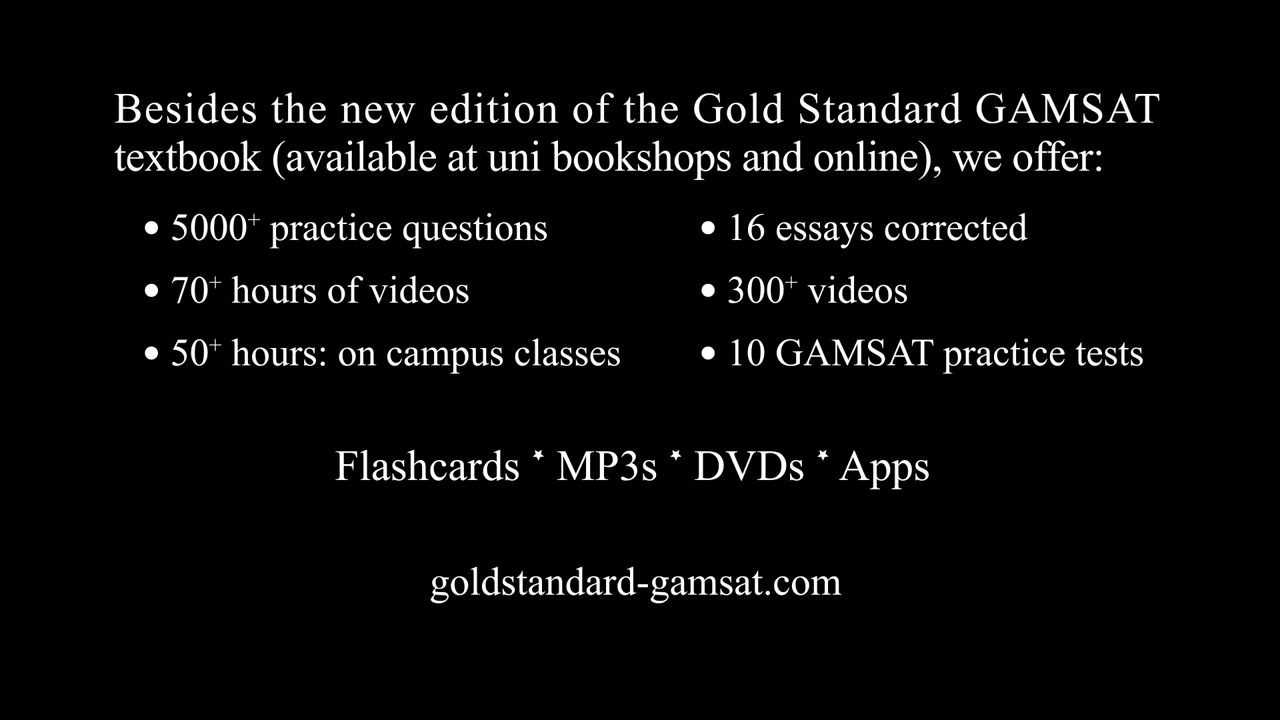 Besides the new edition of the Gold Standard GAMSAT
textbook (available at uni bookshops and online), we offer:
• 5000⁺ practice questions
• 70⁺ hours of videos
• 50⁺ hours: on campus classes
• 16 essays corrected
• 300⁺ videos
• 10 GAMSAT practice tests
Flashcards ★ MP3s ★ DVDs ★ Apps
goldstandard-gamsat.com